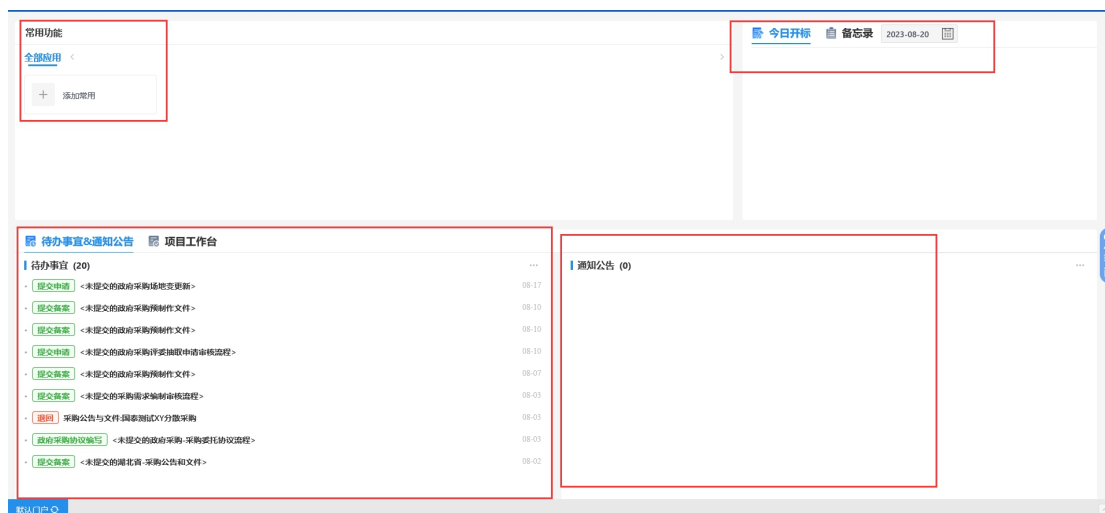 常用功能
全部应用
添加常用
今日开标 备忘录 2023-08-20
待办事宜&通知公告 项目工作台
待办事宜 (20) ...
提交申请 <未提交的政府采购场地变更新> 08-17
提交备案 <未提交的政府采购预制作文件> 08-10
提交备案 <未提交的政府采购预制作文件> 08-10
提交申请 <未提交的政府采购评委抽取申请审核流程> 08-10
提交备案 <未提交的政府采购预制作文件> 08-07
提交备案 <未提交的采购需求编制审核流程> 08-03
退回 采购公告与文件:国泰测试XY分散采购 08-03
政府采购协议编写 <未提交的政府采购-采购委托协议流程> 08-03
提交备案 <未提交的湖北省-采购公告和文件> 08-02
通知公告 (0) ...
默认门户